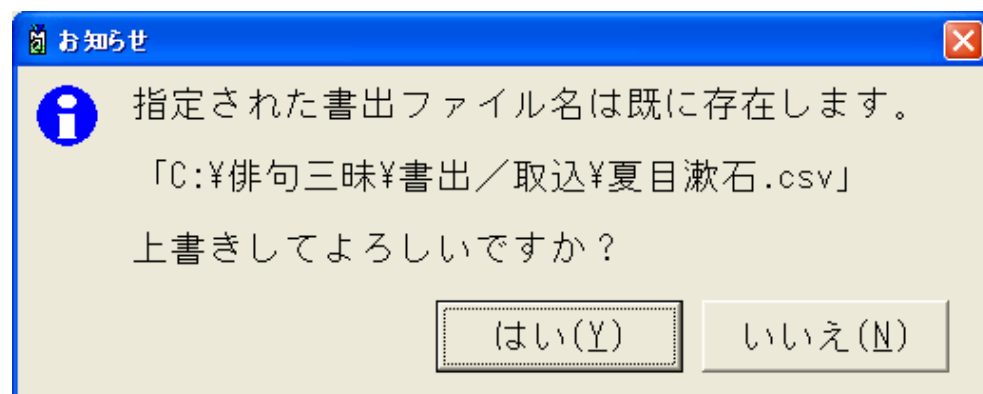 お知らせ
指定された書出ファイル名は既に存在します。
「C:¥俳句三昧¥書出／取込¥夏目漱石.csv」
上書きしてよろしいですか？
はい(Y) いいえ(N)